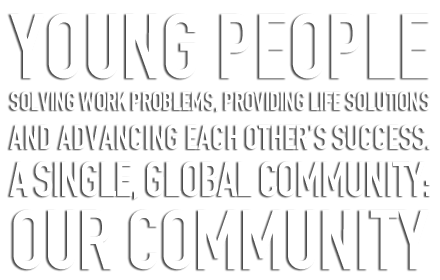 YOUNG PEOPLE
SOLVING WORK PROBLEMS, PROVIDING LIFE SOLUTIONS
AND ADVANCING EACH OTHER'S SUCCESS.
A SINGLE, GLOBAL COMMUNITY:
OUR COMMUNITY